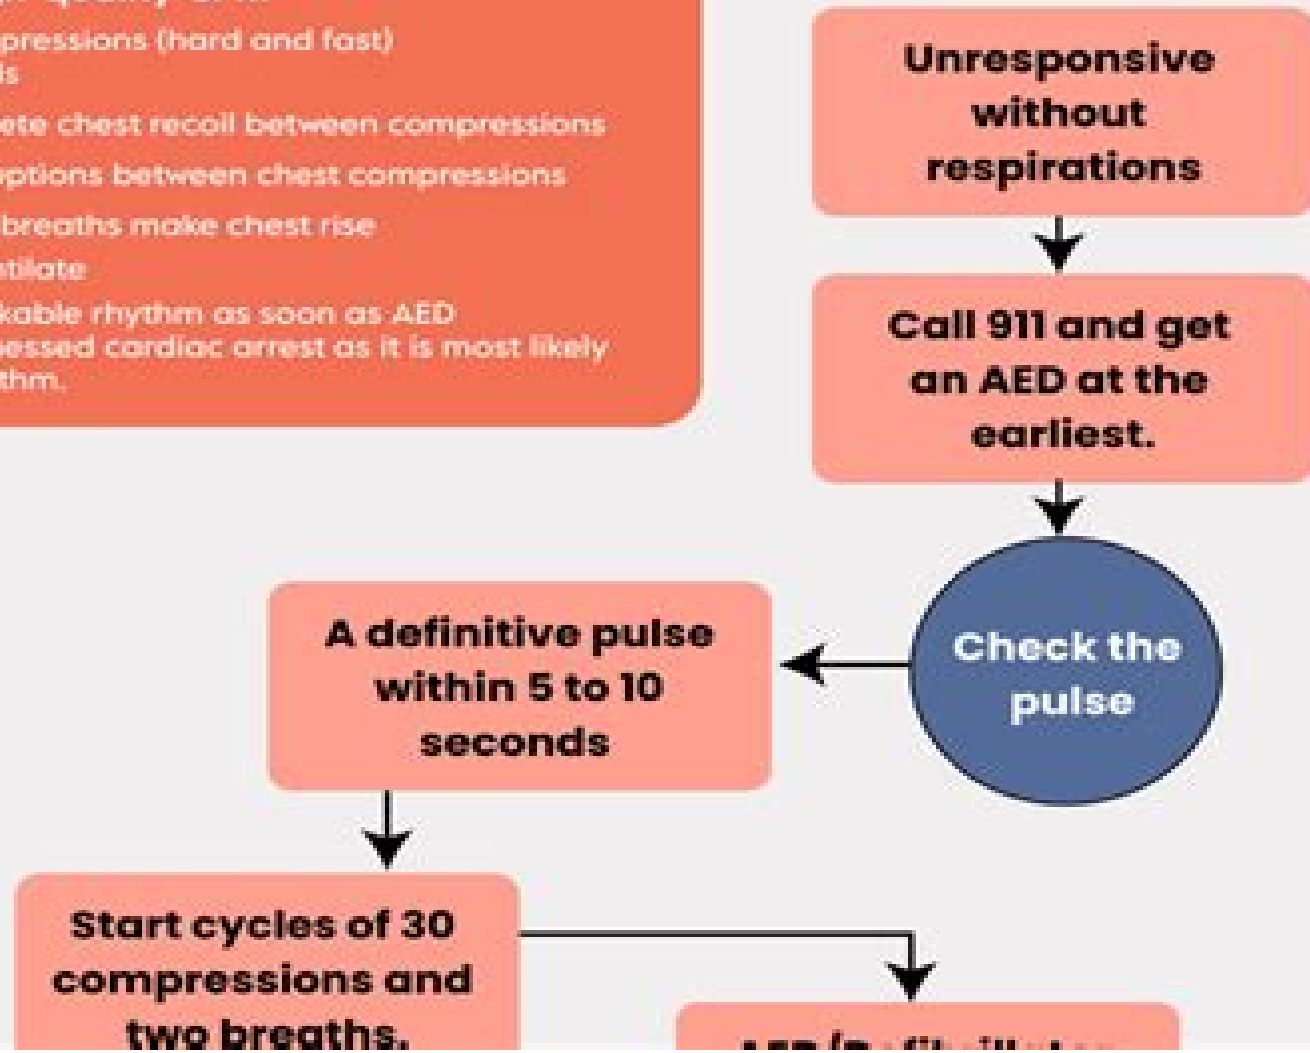 pressions (hard and fast)
ete chest recoil between compressions
ptions between chest compressions
breaths make chest rise
tilate
kable rhythm as soon as AED
essed cardiac arrest as it is most likely
thm.
Unresponsive
without
respirations
Call 911 and get
an AED at the
earliest.
Check the
pulse
A definitive pulse
within 5 to 10
seconds
Start cycles of 30
compressions and
two breaths.